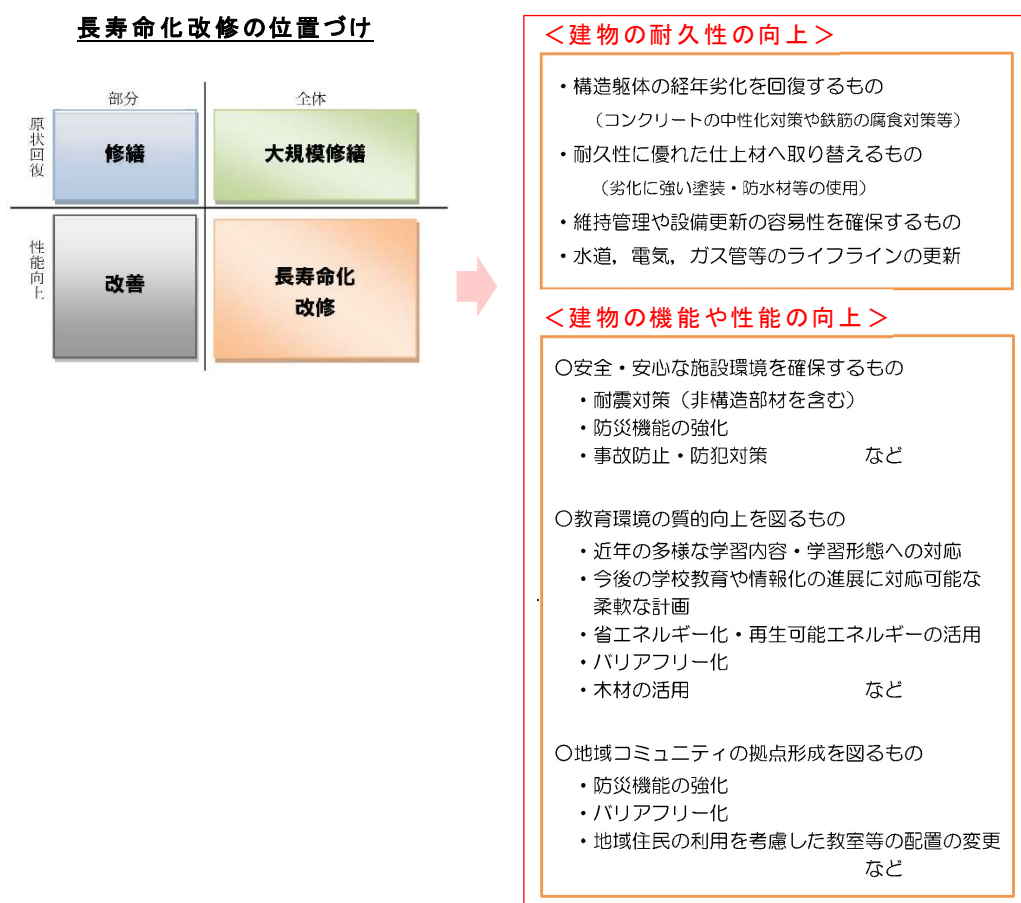 長寿命化改修の位置づけ
部分
全体
原状回復
修繕
大規模修繕
性能向上
改善
長寿命化
改修
＜建物の耐久性の向上＞
・構造躯体の経年劣化を回復するもの
（コンクリートの中性化対策や鉄筋の腐食対策等）
・耐久性に優れた仕上材へ取り替えるもの
（劣化に強い塗装・防水材等の使用）
・維持管理や設備更新の容易性を確保するもの
・水道，電気，ガス管等のライフラインの更新
＜建物の機能や性能の向上＞
〇安全・安心な施設環境を確保するもの
・耐震対策（非構造部材を含む）
・防災機能の強化
・事故防止・防犯対策　　　　　など
〇教育環境の質的向上を図るもの
・近年の多様な学習内容・学習形態への対応
・今後の学校教育や情報化の進展に対応可能な
柔軟な計画
・省エネルギー化・再生可能エネルギーの活用
・バリアフリー化
・木材の活用　　　　　　　　　など
〇地域コミュニティの拠点形成を図るもの
・防災機能の強化
・バリアフリー化
・地域住民の利用を考慮した教室等の配置の変更
など